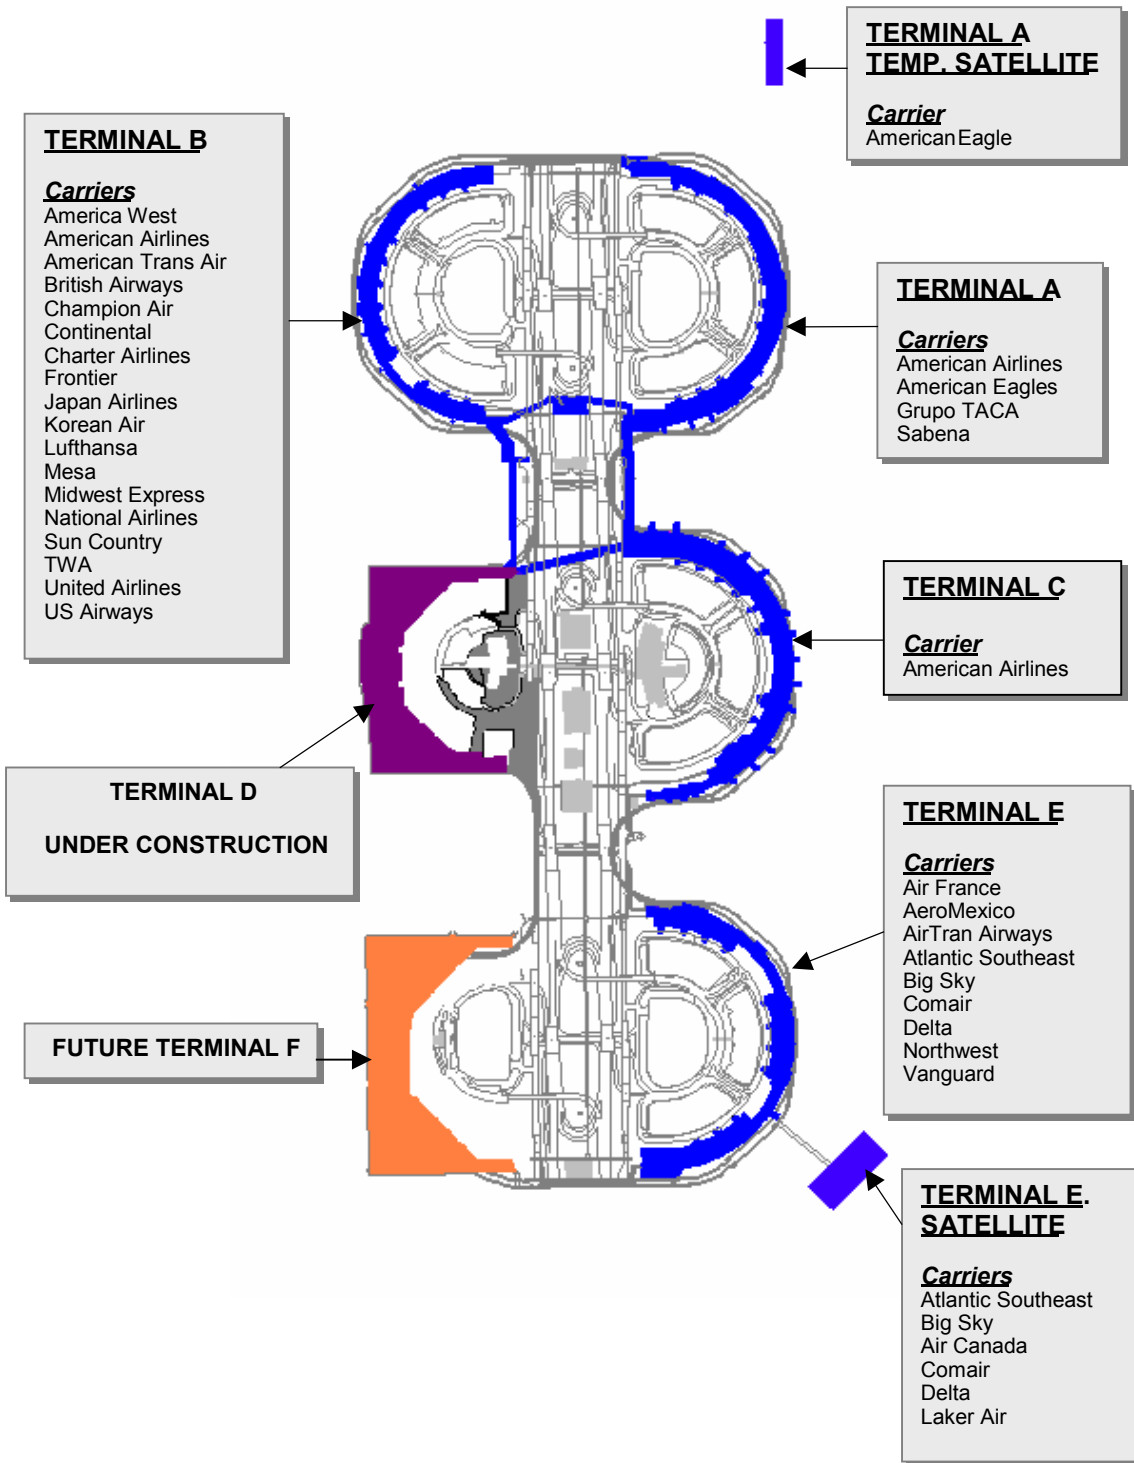 TERMINAL A
TEMP. SATELLITE
Carrier
AmericanEagle
TERMINAL B
Carriers
America West
American Airlines
American Trans Air
British Airways
Champion Air
Continental
Charter Airlines
Frontier
Japan Airlines
Korean Air
Lufthansa
Mesa
Midwest Express
National Airlines
Sun Country
TWA
United Airlines
US Airways
TERMINAL A
Carriers
American Airlines
American Eagles
Grupo TACA
Sabena
TERMINAL C
Carrier
American Airlines
TERMINAL D
UNDER CONSTRUCTION
TERMINAL E
Carriers
Air France
AeroMexico
AirTran Airways
Atlantic Southeast
Big Sky
Comair
Delta
Northwest
Vanguard
FUTURE TERMINAL F
TERMINAL E.
SATELLITE
Carriers
Atlantic Southeast
Big Sky
Air Canada
Comair
Delta
Laker Air